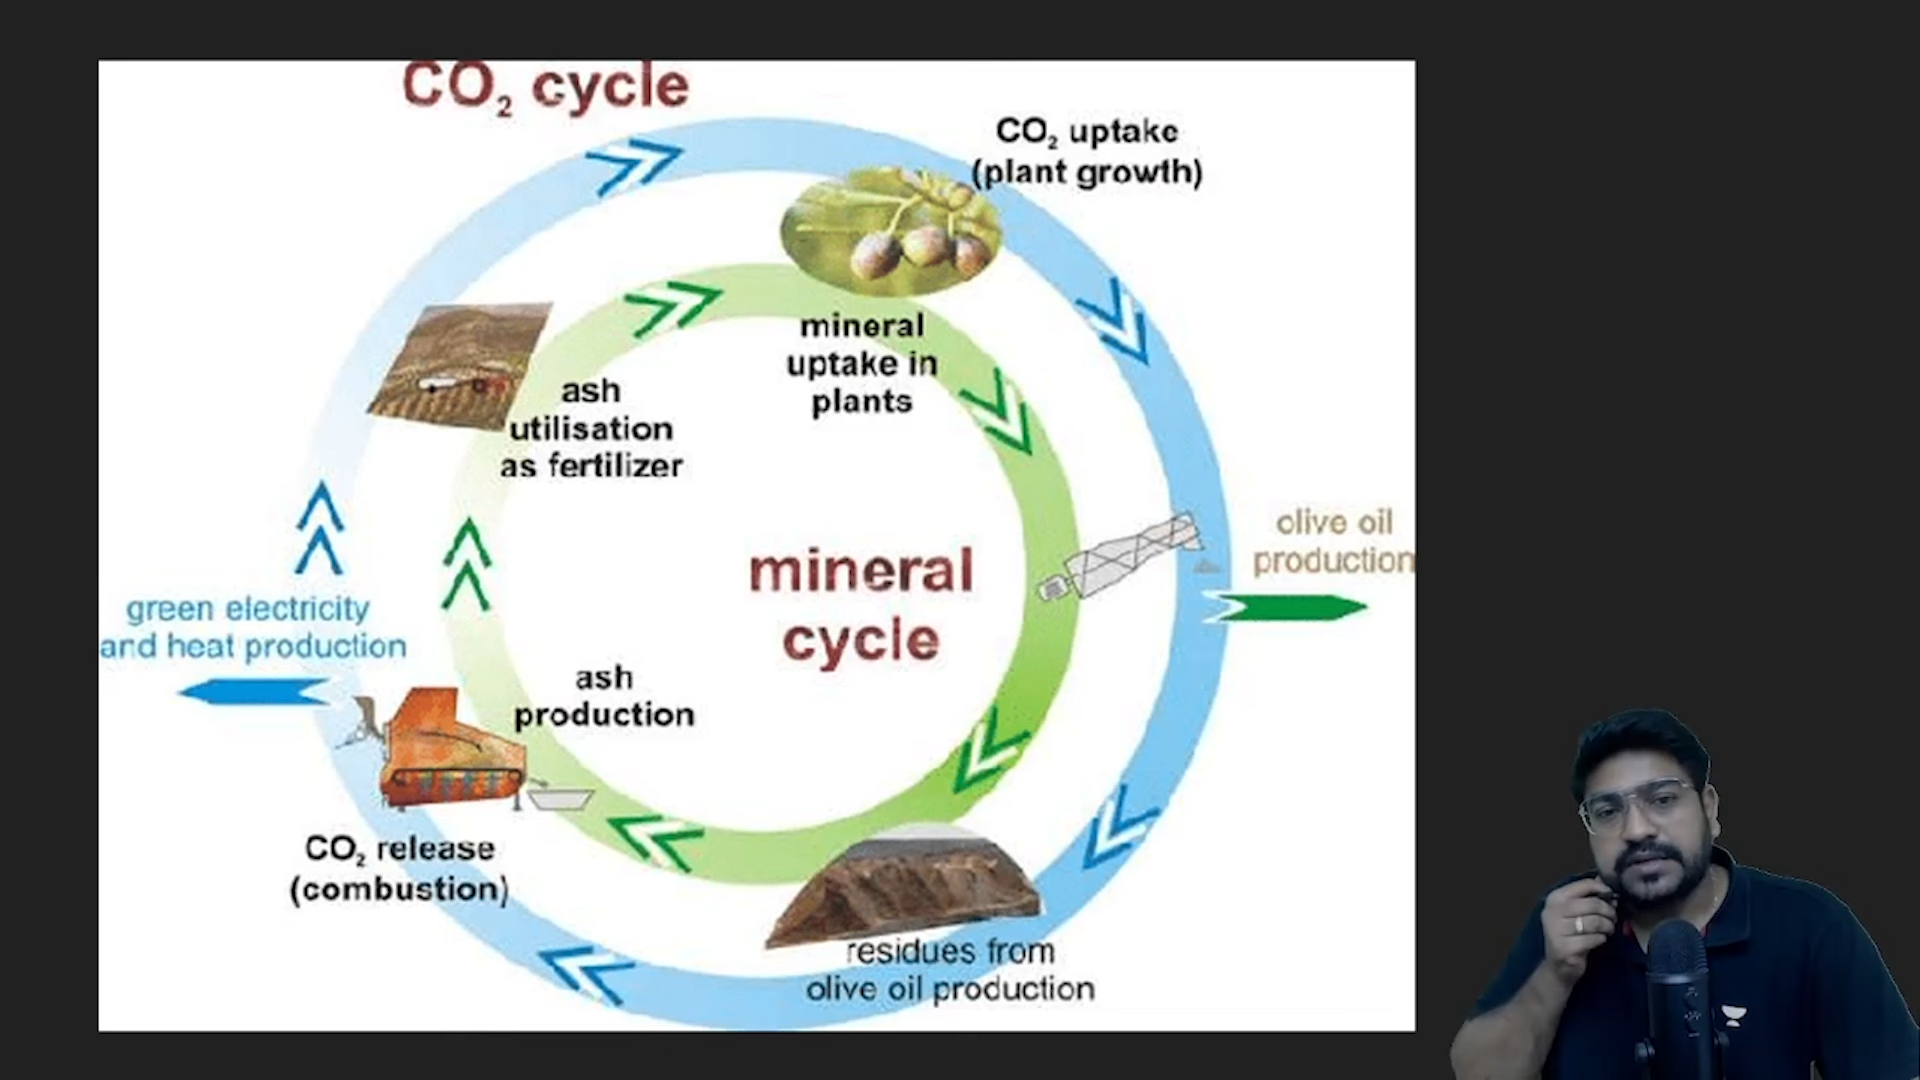 CO₂ cycle
CO₂ uptake
(plant growth)
mineral
uptake in
plants
ash
utilisation
as fertilizer
olive oil
production
mineral
cycle
green electricity
and heat production
ash
production
CO₂ release
(combustion)
residues from
olive oil production